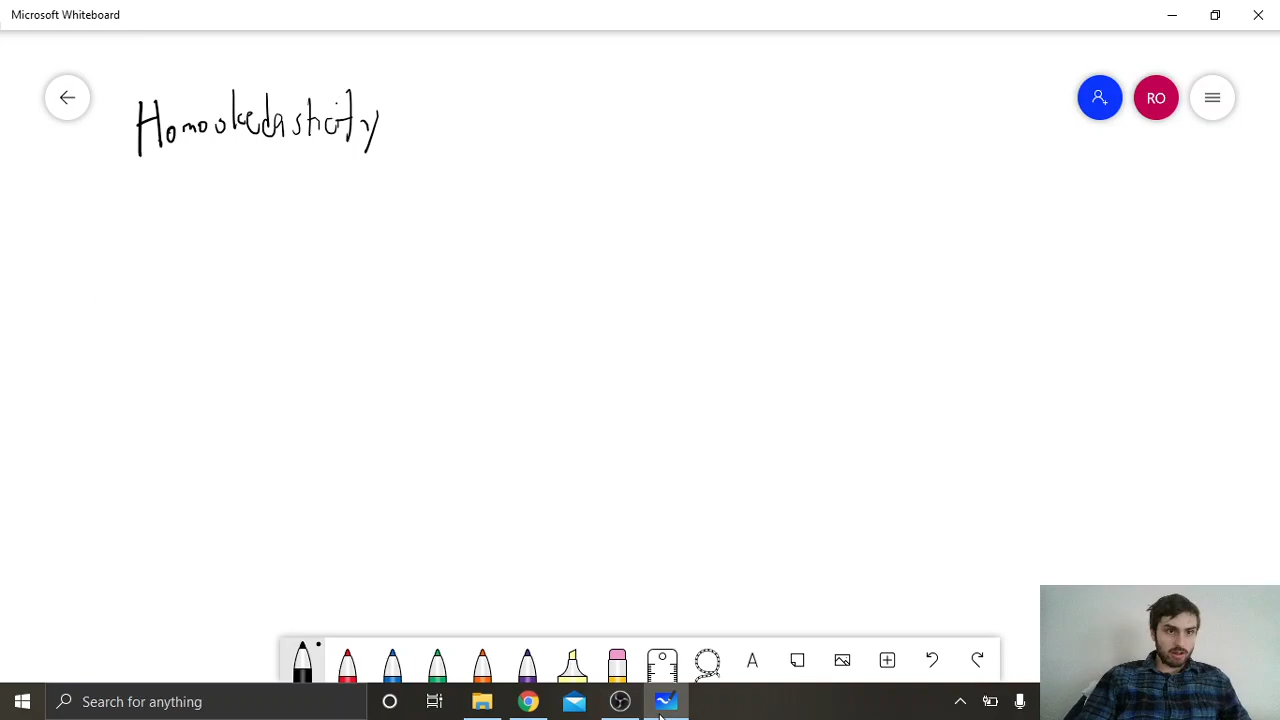 Microsoft Whiteboard
Homoskedasticity
RO
A
Search for anything